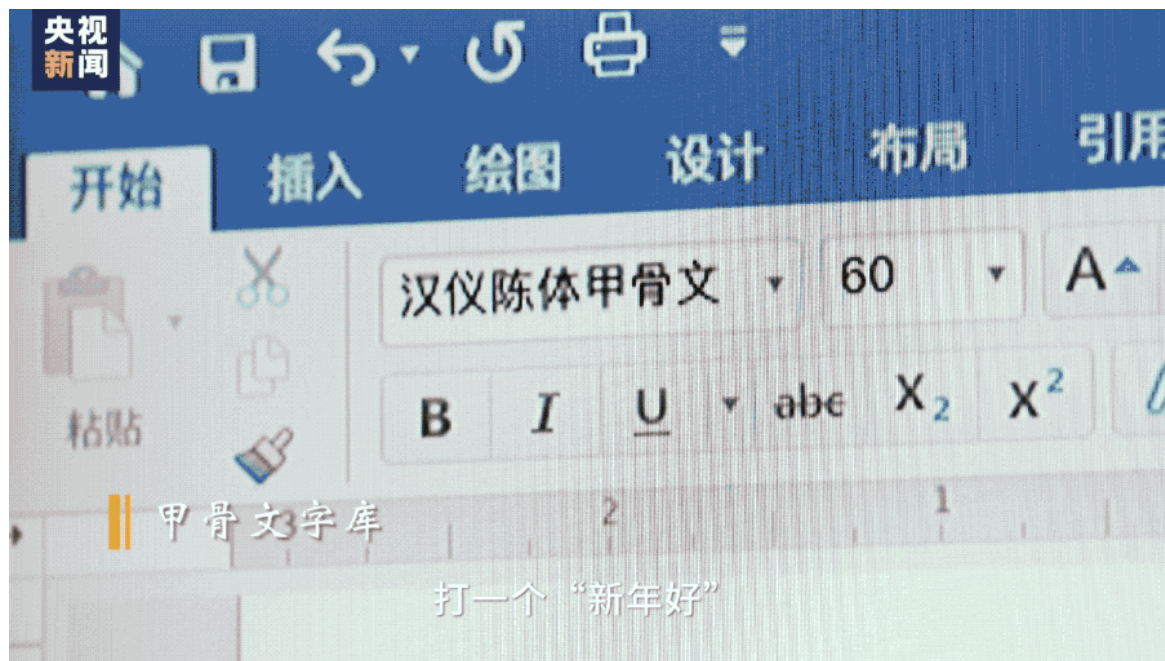 央视
新闻
开始 插入 绘图 设计 布局 引用
汉仪陈体甲骨文 60 A
粘贴
B I U abc X₂ X²
3 2 1
甲骨文字库
打一个“新年好”